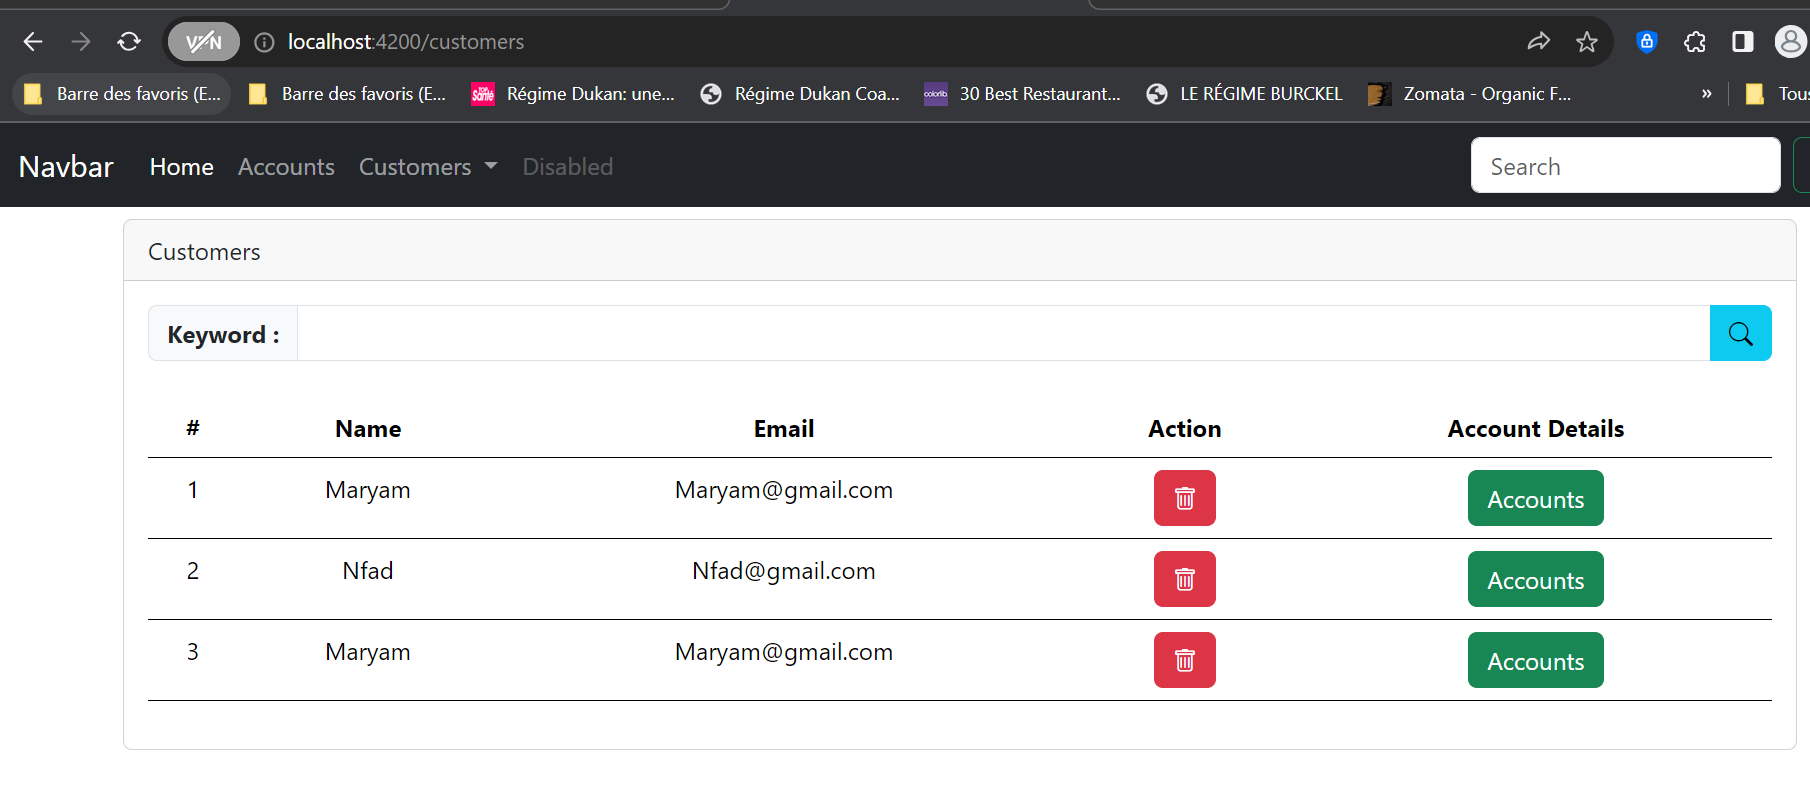 VPN localhost:4200/customers
Barre des favoris (E... Barre des favoris (E... Régime Dukan: une... Régime Dukan Coa... colorlib 30 Best Restaurant... LE RÉGIME BURCKEL Zomata - Organic F... » Tous
Navbar Home Accounts Customers Disabled Search
Customers
Keyword :
# Name Email Action Account Details
1 Maryam Maryam@gmail.com Accounts
2 Nfad Nfad@gmail.com Accounts
3 Maryam Maryam@gmail.com Accounts